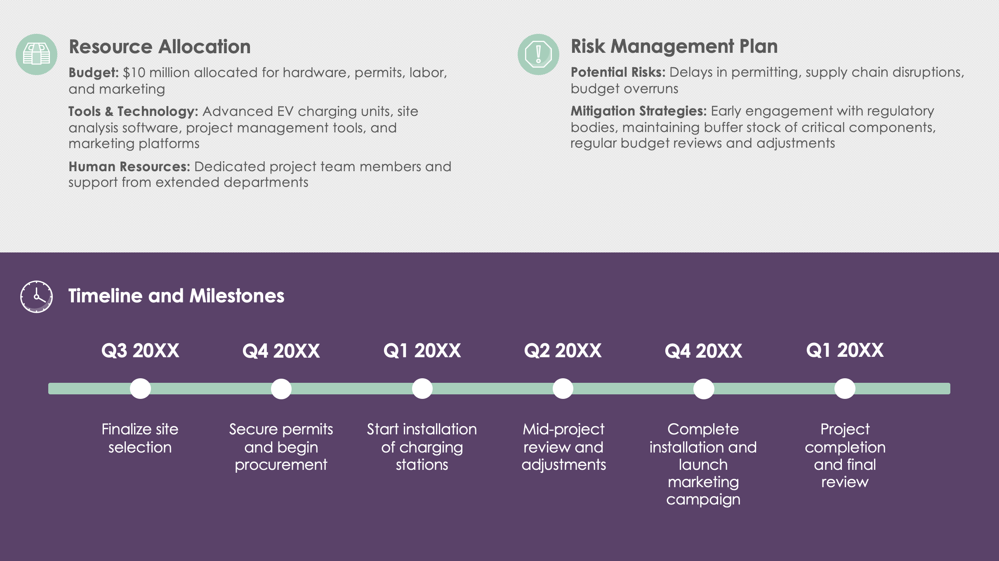 Resource Allocation
Budget: $10 million allocated for hardware, permits, labor,
and marketing
Tools & Technology: Advanced EV charging units, site
analysis software, project management tools, and
marketing platforms
Human Resources: Dedicated project team members and
support from extended departments
Risk Management Plan
Potential Risks: Delays in permitting, supply chain disruptions,
budget overruns
Mitigation Strategies: Early engagement with regulatory
bodies, maintaining buffer stock of critical components,
regular budget reviews and adjustments
Timeline and Milestones
Q3 20XX
Finalize site
selection
Q4 20XX
Secure permits
and begin
procurement
Q1 20XX
Start installation
of charging
stations
Q2 20XX
Mid-project
review and
adjustments
Q4 20XX
Complete
installation and
launch
marketing
campaign
Q1 20XX
Project
completion
and final
review